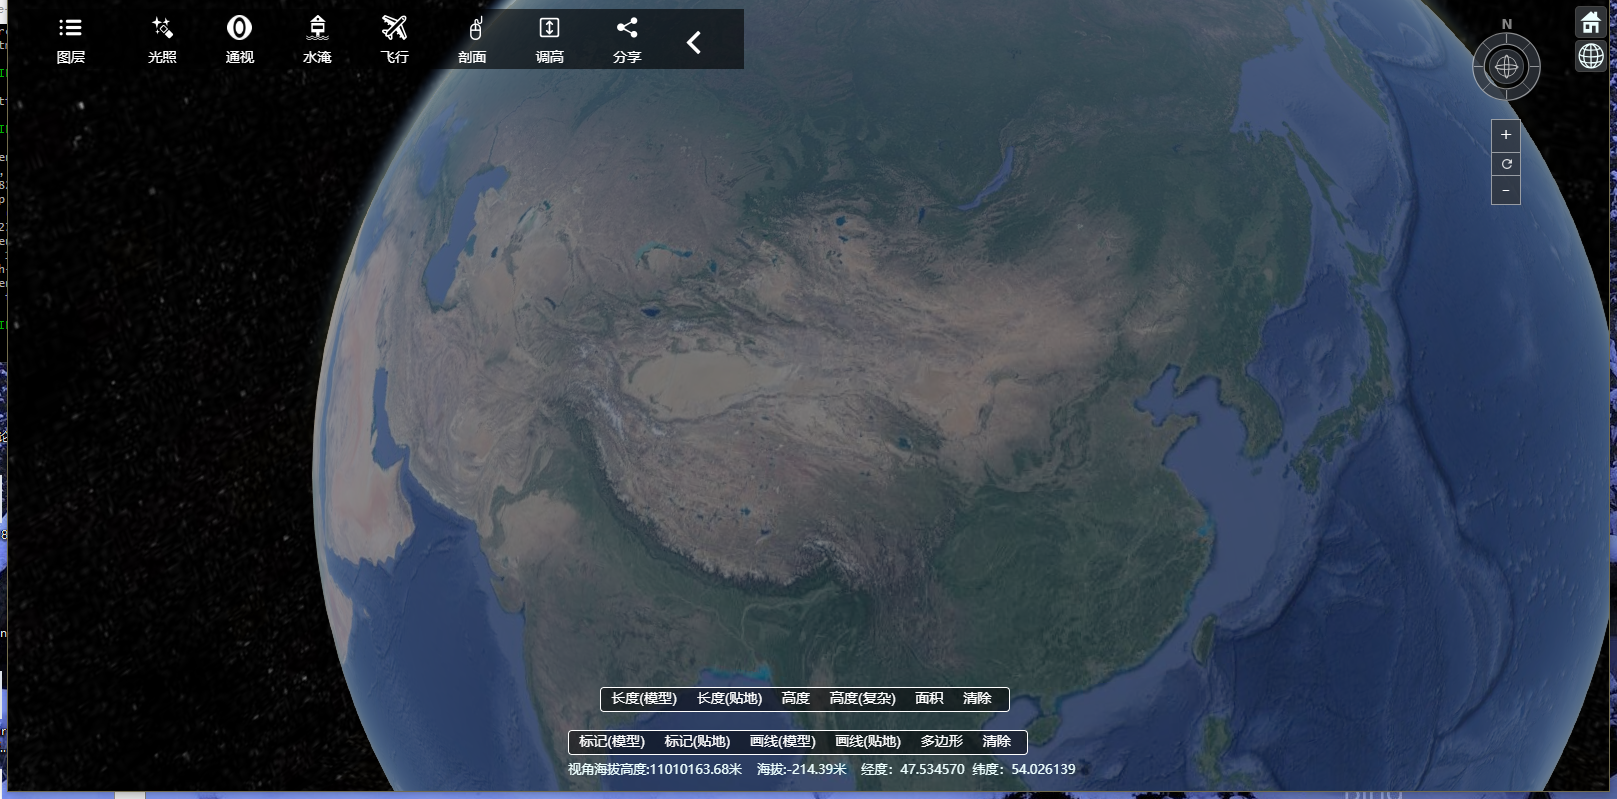 图层 光照 通视 水淹 飞行 剖面 调高 分享
N
+
-
长度(模型) 长度(贴地) 高度 高度(复杂) 面积 清除
标记(模型) 标记(贴地) 画线(模型) 画线(贴地) 多边形 清除
视角海拔高度:11010163.68米 海拔:-214.39米 经度：47.534570 纬度：54.026139